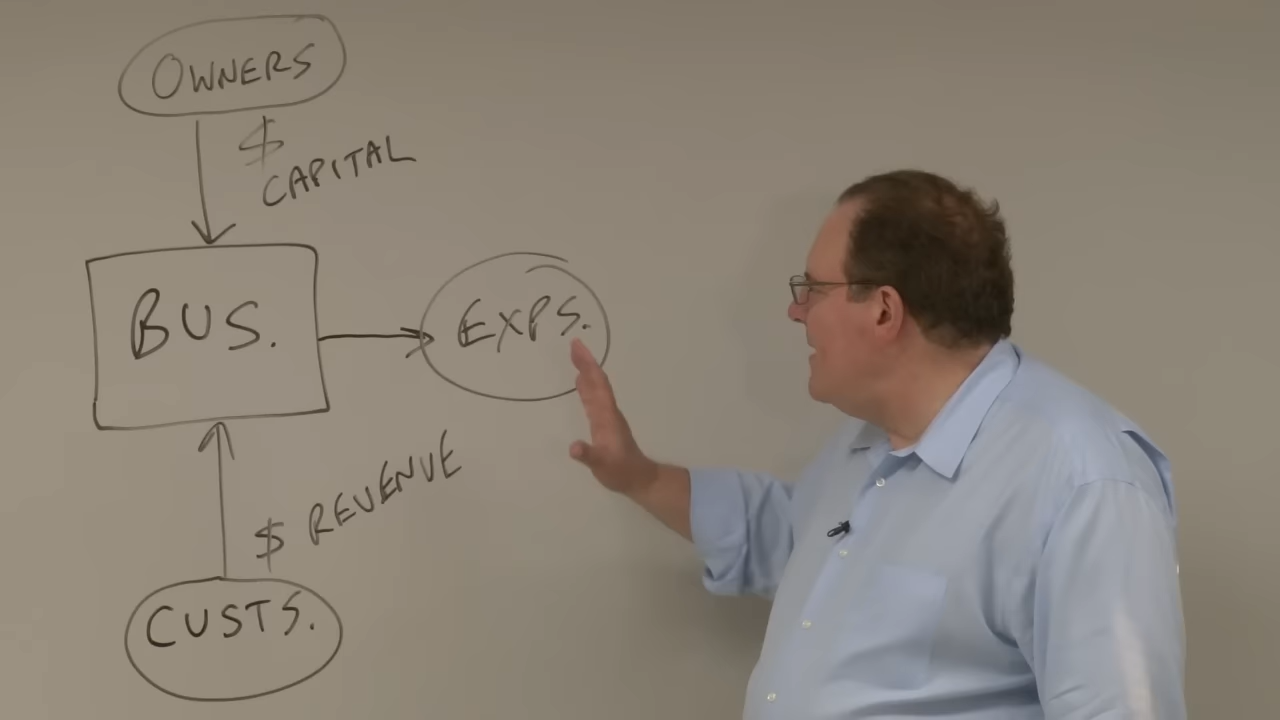 OWNERS
$
CAPITAL
BUS.
EXPS.
$ REVENUE
CUSTS.